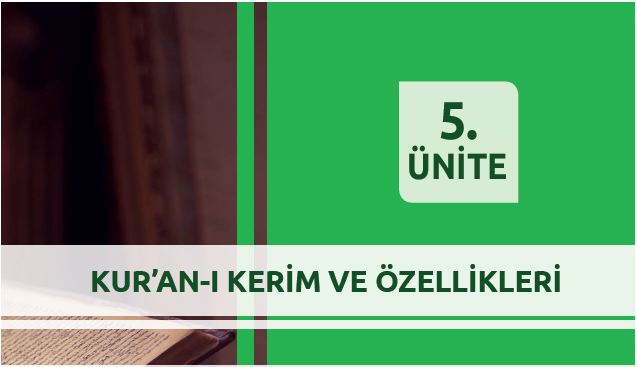 5.
ÜNİTE
KUR’AN-I KERİM VE ÖZELLİKLERİ